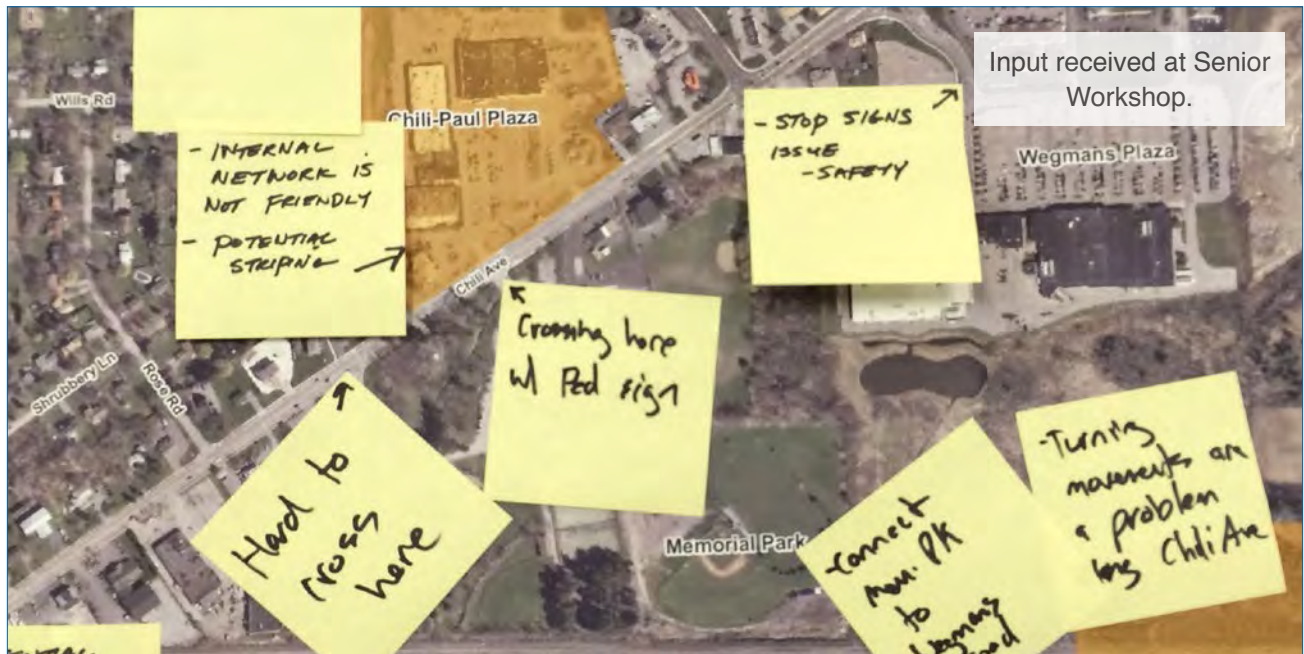 Input received at Senior
Workshop.
Wills Rd
Chili-Paul Plaza
Wegmans Plaza
- INTERNAL
NETWORK IS
NOT FRIENDLY
- POTENTIAL
STRIPING
- STOP SIGNS
ISSUE
- SAFETY
Chili Ave
Crossing here
w/ Ped sign
Shrubbery Ln
Rose Rd
Hard to
cross
here
Memorial Park
-Connect
mem. PK
to
Wegmans
-Turning
movements are
a problem
Chili Ave